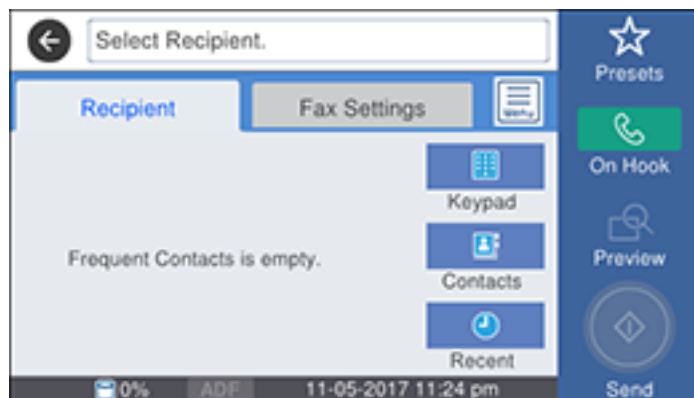 Select Recipient.
Presets
Recipient
Fax Settings
Menu
On Hook
Keypad
Frequent Contacts is empty.
Contacts
Preview
Recent
0% ADF 11-05-2017 11:24 pm
Send